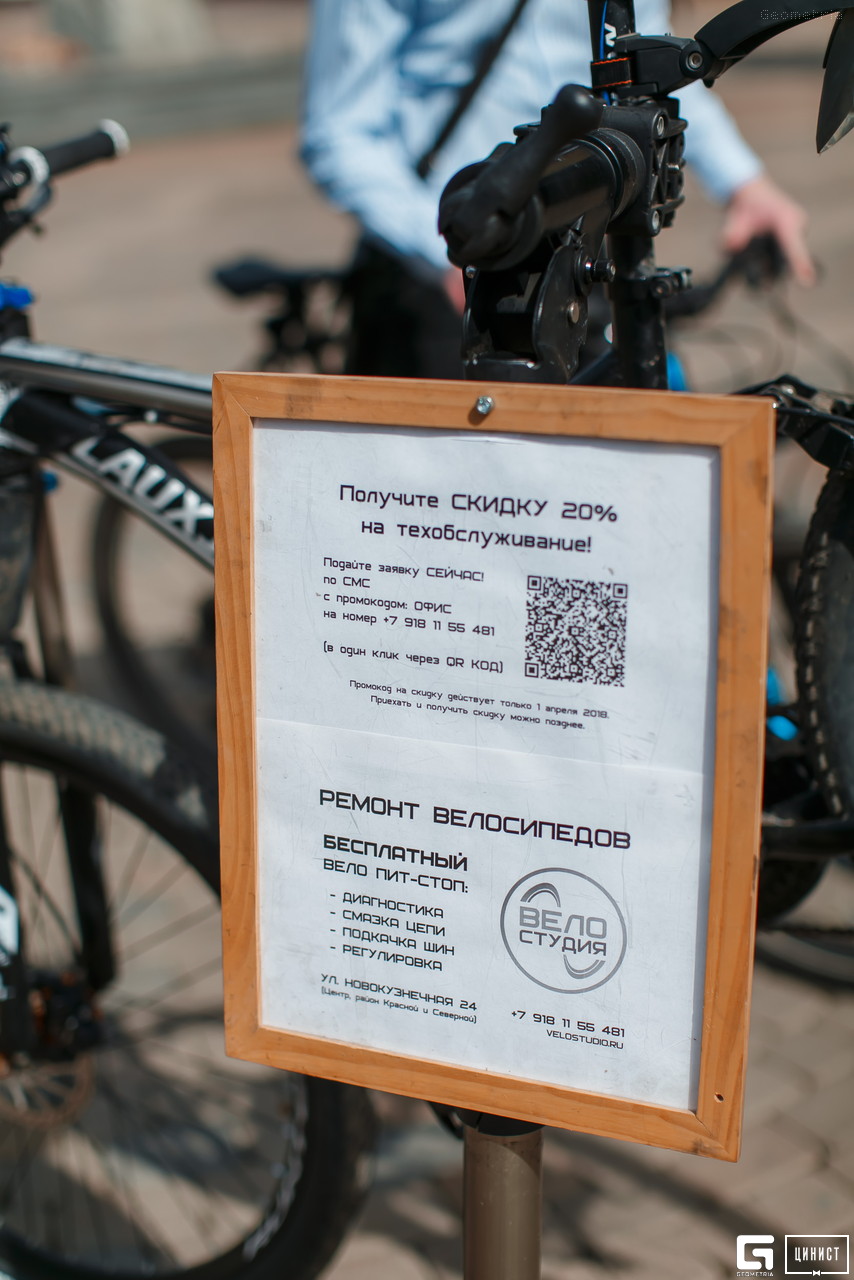 Geometria
LAUX
Получите СКИДКУ 20%
на техобслуживание!
Подайте заявку СЕЙЧАС!
по СМС
с промокодом: ОФИС
на номер +7 918 11 55 481
(в один клик через QR КОД)
Промокод на скидку действует только 1 апреля 2018.
Приехать и получить скидку можно позднее.
РЕМОНТ ВЕЛОСИПЕДОВ
БЕСПЛАТНЫЙ
ВЕЛО ПИТ-СТОП:
- ДИАГНОСТИКА
- СМАЗКА ЦЕПИ
- ПОДКАЧКА ШИН
- РЕГУЛИРОВКА
ВЕЛО
СТУДИЯ
УЛ. НОВОКУЗНЕЧНАЯ 24
(Центр, район Красной и Северной)
+7 918 11 55 481
VELOSTUDIO.RU
GEOMETRIA
ЦИНИСТ